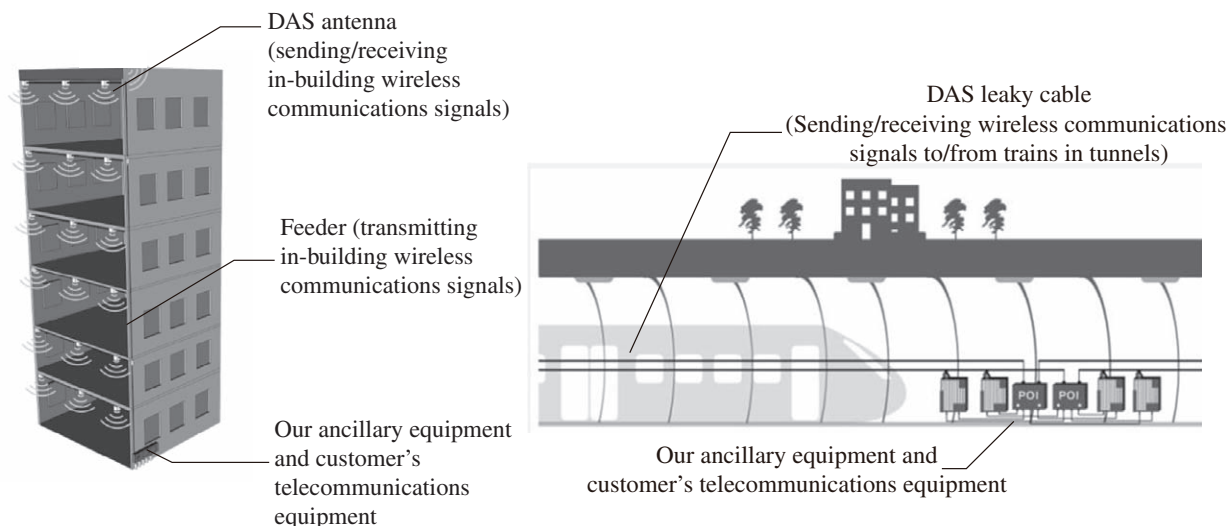 DAS antenna
(sending/receiving
in-building wireless
communications signals)
Feeder (transmitting
in-building wireless
communications signals)
Our ancillary equipment
and customer’s
telecommunications
equipment
DAS leaky cable
(Sending/receiving wireless communications
signals to/from trains in tunnels)
POI
POI
Our ancillary equipment and
customer’s telecommunications equipment